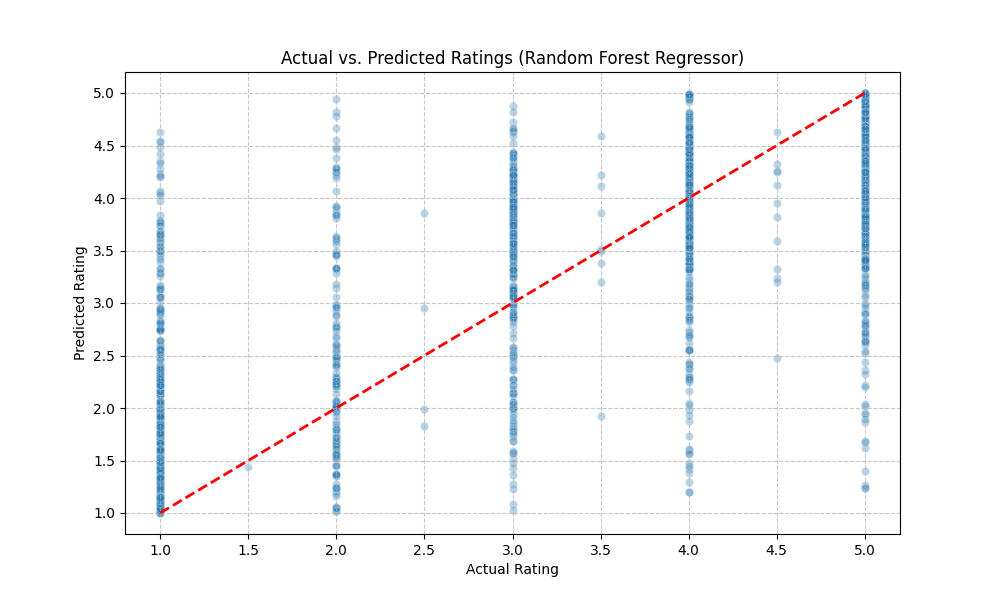 Actual vs. Predicted Ratings (Random Forest Regressor)
Predicted Rating
5.0
4.5
4.0
3.5
3.0
2.5
2.0
1.5
1.0
1.0 1.5 2.0 2.5 3.0 3.5 4.0 4.5 5.0
Actual Rating